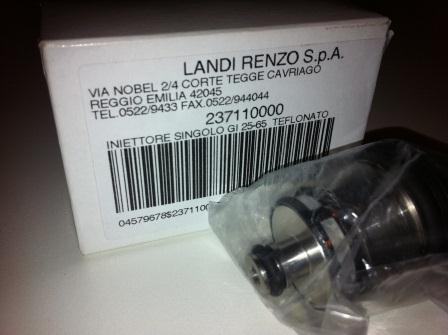 LANDI RENZO S.p.A.
VIA NOBEL 2/4 CORTE TEGGE CAVRIAGO
REGGIO EMILIA 42045
TEL.0522/9433 FAX.0522/944044
237110000
INIETTORE SINGOLO GI 25-65 TEFLONATO